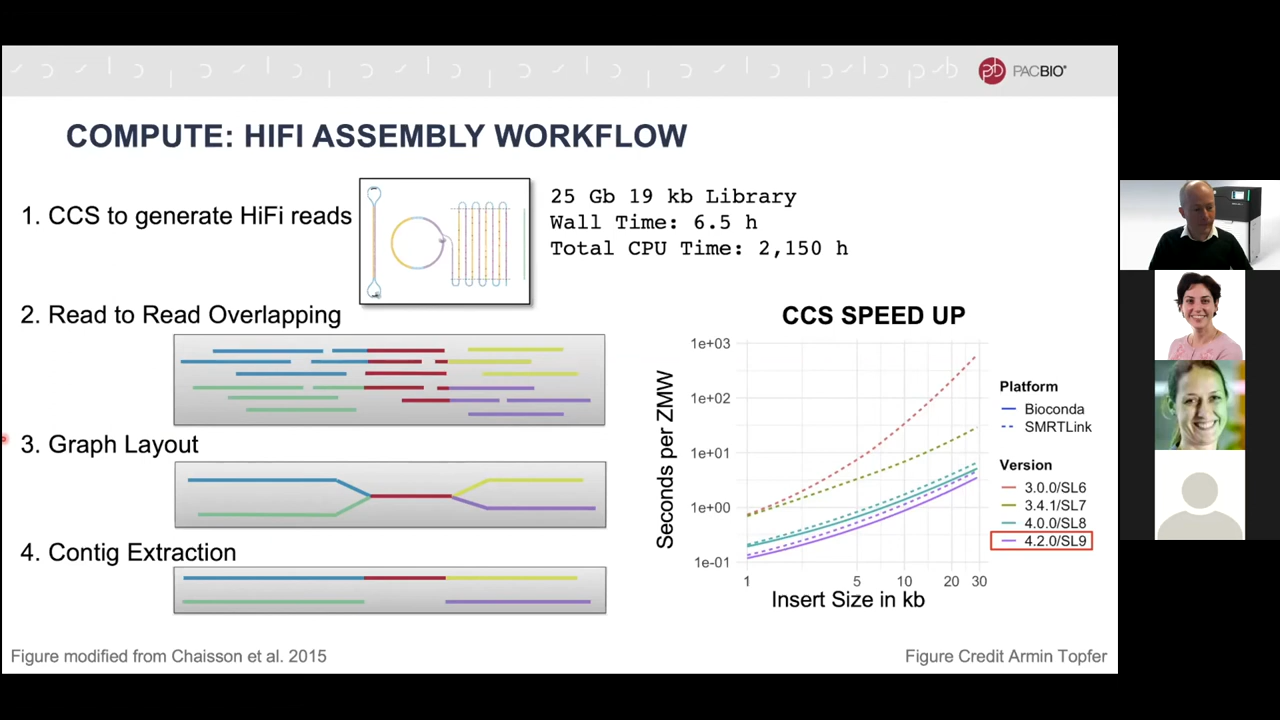 PACBIO®
COMPUTE: HIFI ASSEMBLY WORKFLOW
1. CCS to generate HiFi reads
25 Gb 19 kb Library
Wall Time: 6.5 h
Total CPU Time: 2,150 h
2. Read to Read Overlapping
3. Graph Layout
4. Contig Extraction
CCS SPEED UP
Seconds per ZMW
1e+03
1e+02
1e+01
1e+00
1e-01
1 5 10 20 30
Insert Size in kb
Platform
Bioconda
SMRTLink
Version
3.0.0/SL6
3.4.1/SL7
4.0.0/SL8
4.2.0/SL9
Figure modified from Chaisson et al. 2015
Figure Credit Armin Topfer